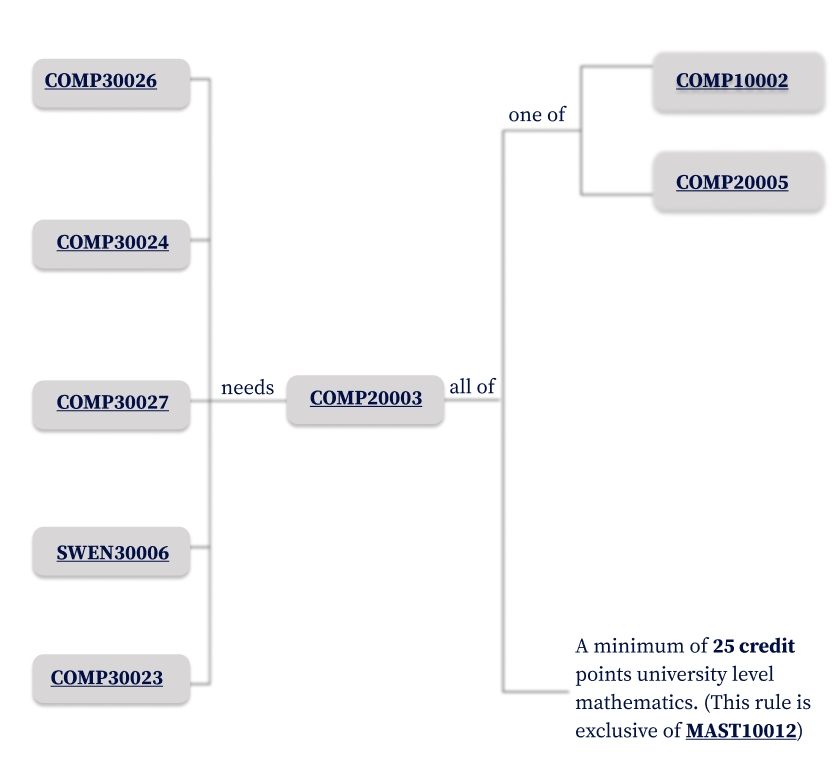 COMP30026
COMP30024
COMP30027
SWEN30006
COMP30023
needs
COMP20003
all of
one of
COMP10002
COMP20005
A minimum of 25 credit
points university level
mathematics. (This rule is
exclusive of MAST10012)